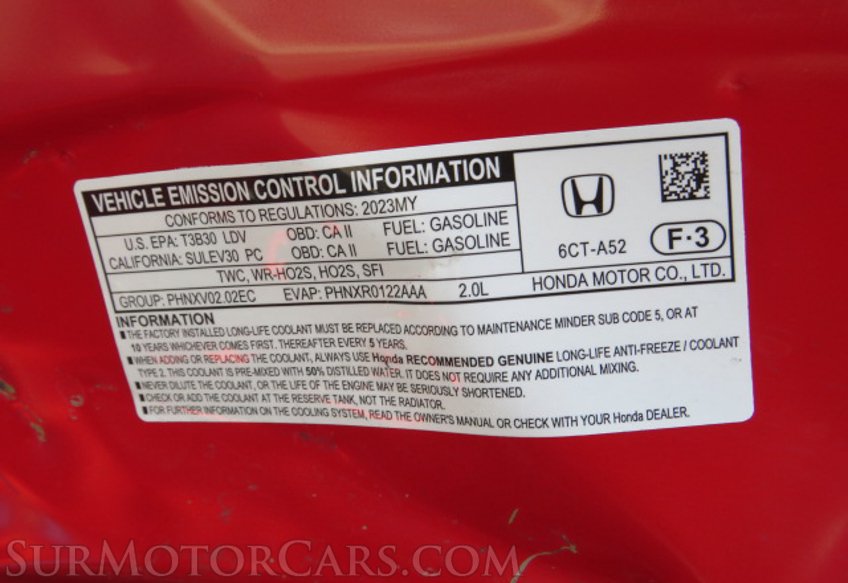 VEHICLE EMISSION CONTROL INFORMATION
CONFORMS TO REGULATIONS: 2023MY
U.S. EPA: T3B30 LDV OBD: CA II FUEL: GASOLINE
CALIFORNIA: SULEV30 PC OBD: CA II FUEL: GASOLINE
TWC, WR-HO2S, HO2S, SFI
GROUP: PHNXV02.02EC EVAP: PHNXR0122AAA 2.0L
6CT-A52 F·3
HONDA MOTOR CO., LTD.
INFORMATION
■ THE FACTORY INSTALLED LONG-LIFE COOLANT MUST BE REPLACED ACCORDING TO MAINTENANCE MINDER SUB CODE 5, OR AT
10 YEARS WHICHEVER COMES FIRST. THEREAFTER EVERY 5 YEARS.
■ WHEN ADDING OR REPLACING THE COOLANT, ALWAYS USE Honda RECOMMENDED GENUINE LONG-LIFE ANTI-FREEZE / COOLANT
TYPE 2. THIS COOLANT IS PRE-MIXED WITH 50% DISTILLED WATER. IT DOES NOT REQUIRE ANY ADDITIONAL MIXING.
■ NEVER DILUTE THE COOLANT, OR THE LIFE OF THE ENGINE MAY BE SERIOUSLY SHORTENED.
■ CHECK OR ADD THE COOLANT AT THE RESERVE TANK, NOT THE RADIATOR.
■ FOR FURTHER INFORMATION ON THE COOLING SYSTEM, READ THE OWNER'S MANUAL OR CHECK WITH YOUR Honda DEALER.
SURMOTORCARS.COM